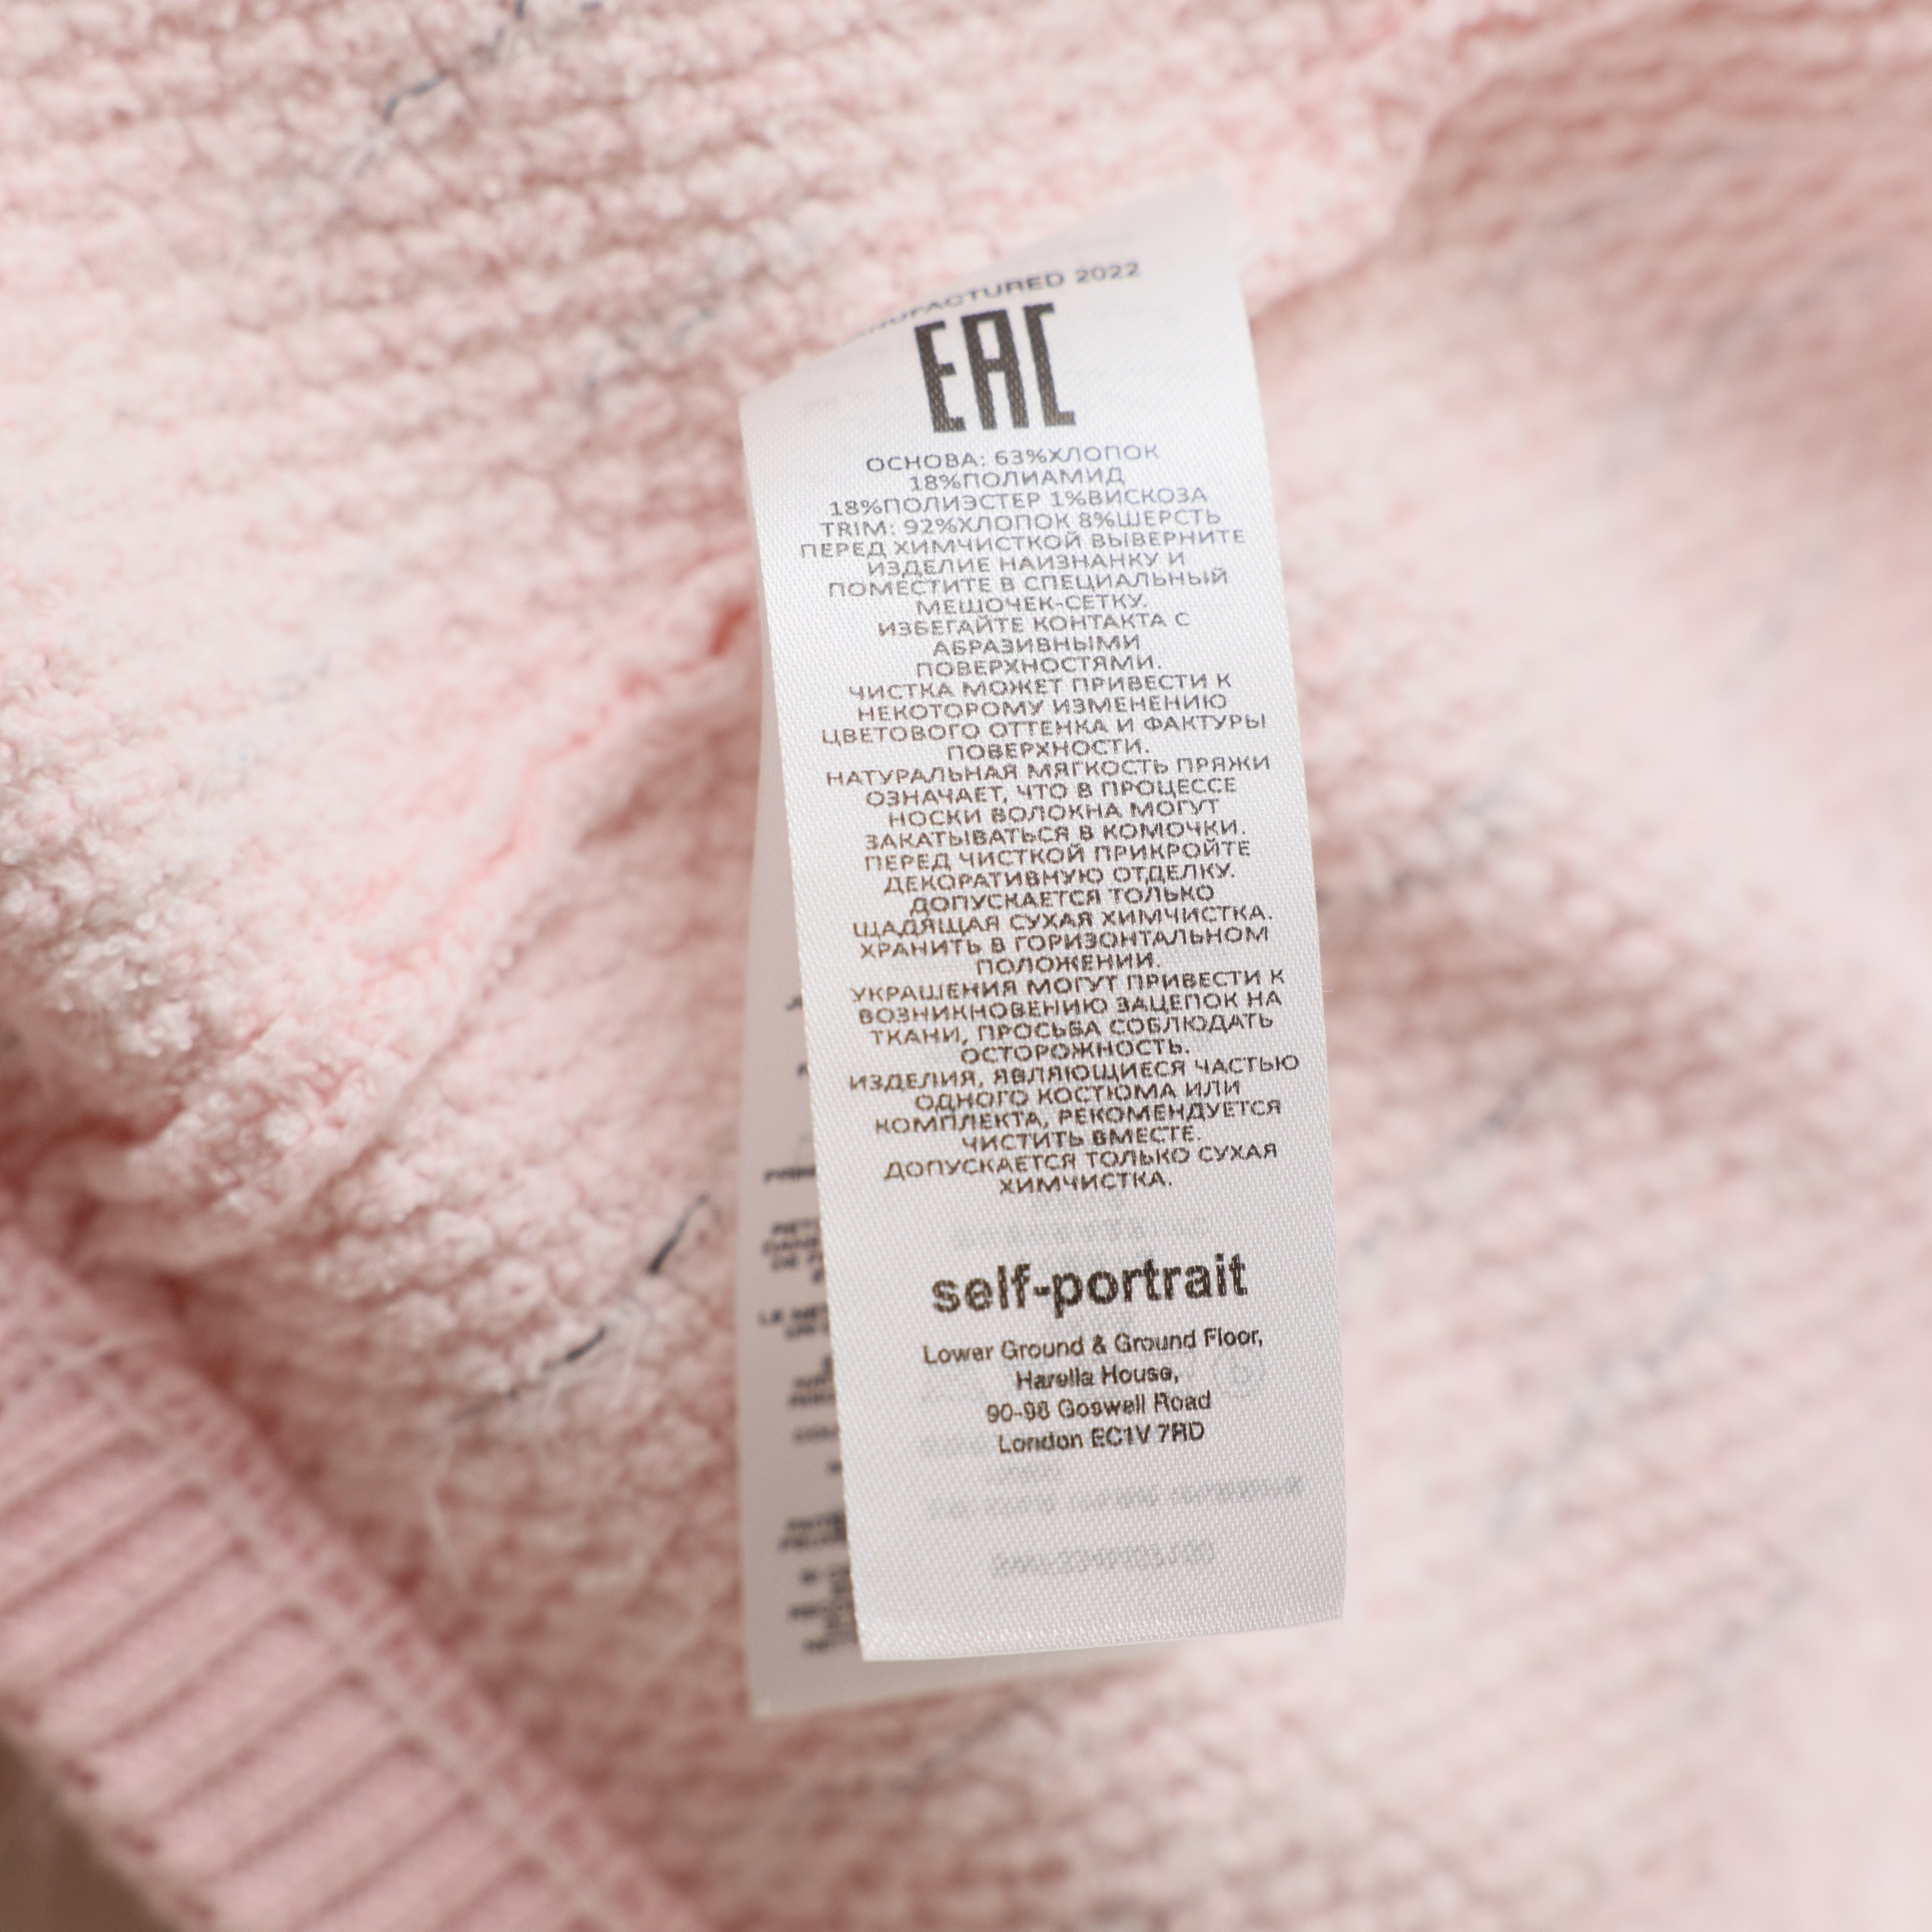 MANUFACTURED 2022
EAC
ОСНОВА: 63%ХЛОПОК
18%ПОЛИАМИД
18%ПОЛИЭСТЕР 1%ВИСКОЗА
TRIM: 92%ХЛОПОК 8%ШЕРСТЬ
ПЕРЕД ХИМЧИСТКОЙ ВЫВЕРНИТЕ
ИЗДЕЛИЕ НАИЗНАНКУ И
ПОМЕСТИТЕ В СПЕЦИАЛЬНЫЙ
МЕШОЧЕК-СЕТКУ.
ИЗБЕГАЙТЕ КОНТАКТА С
АБРАЗИВНЫМИ
ПОВЕРХНОСТЯМИ.
ЧИСТКА МОЖЕТ ПРИВЕСТИ К
НЕКОТОРОМУ ИЗМЕНЕНИЮ
ЦВЕТОВОГО ОТТЕНКА И ФАКТУРЫ
ПОВЕРХНОСТИ.
НАТУРАЛЬНАЯ МЯГКОСТЬ ПРЯЖИ
ОЗНАЧАЕТ, ЧТО В ПРОЦЕССЕ
НОСКИ ВОЛОКНА МОГУТ
ЗАКАТЫВАТЬСЯ В КОМОЧКИ.
ПЕРЕД ЧИСТКОЙ ПРИКРОЙТЕ
ДЕКОРАТИВНУЮ ОТДЕЛКУ.
ДОПУСКАЕТСЯ ТОЛЬКО
ЩАДЯЩАЯ СУХАЯ ХИМЧИСТКА.
ХРАНИТЬ В ГОРИЗОНТАЛЬНОМ
ПОЛОЖЕНИИ.
УКРАШЕНИЯ МОГУТ ПРИВЕСТИ К
ВОЗНИКНОВЕНИЮ ЗАЦЕПОК НА
ТКАНИ, ПРОСЬБА СОБЛЮДАТЬ
ОСТОРОЖНОСТЬ.
ИЗДЕЛИЯ, ЯВЛЯЮЩИЕСЯ ЧАСТЬЮ
ОДНОГО КОСТЮМА ИЛИ
КОМПЛЕКТА, РЕКОМЕНДУЕТСЯ
ЧИСТИТЬ ВМЕСТЕ.
ДОПУСКАЕТСЯ ТОЛЬКО СУХАЯ
ХИМЧИСТКА.
self-portrait
Lower Ground & Ground Floor,
Harella House,
90-98 Goswell Road
London EC1V 7RD